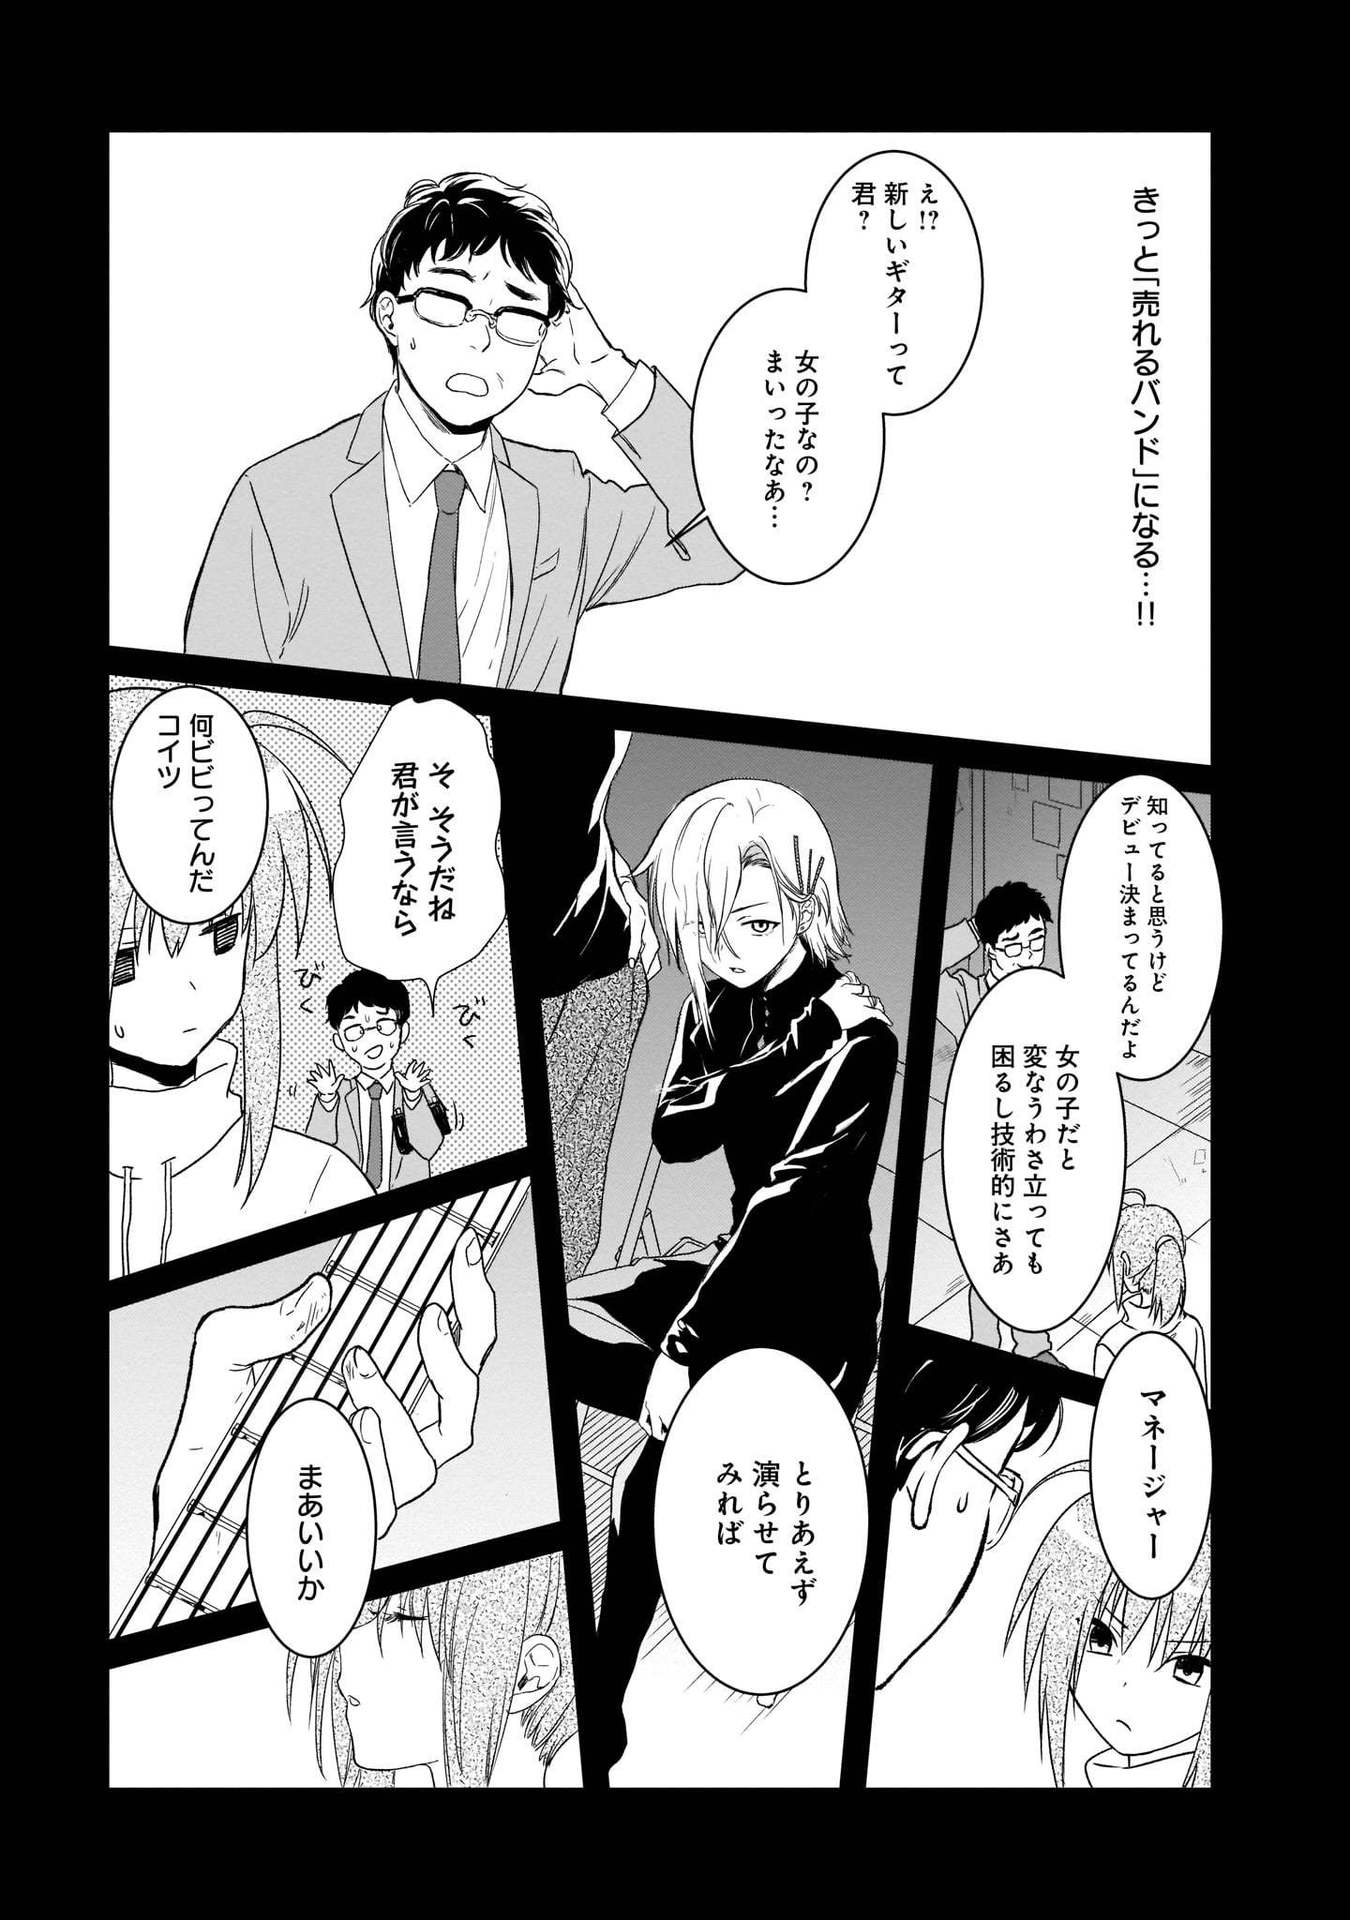 きっと「売れるバンド」になる…!!
え!?
新しいギターって
君?
女の子なの?
まいったなあ…
知ってると思うけど
デビュー決まってるんだよ
女の子だと
変なうわさ立っても
困るし技術的にさあ
マネージャー
とりあえず
演らせて
みれば
そ そうだね
君が言うなら
びく
びく
何ビビってんだ
コイツ
まあいいか